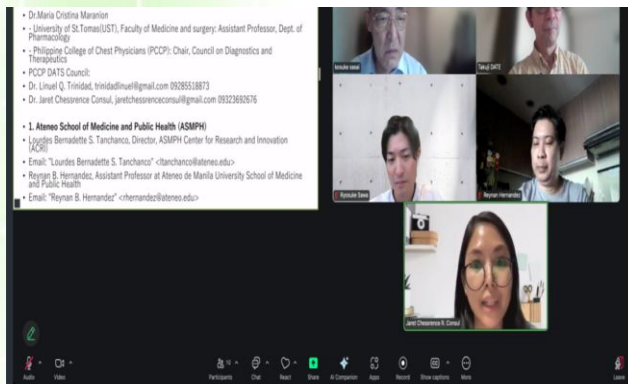 • Dr.Maria Cristina Maranion
• - University of St.Tomas(UST), Faculty of Medicine and surgery: Assistant Professor, Dept. of
Pharmacology
• - Philippine College of Chest Physicians (PCCP): Chair, Council on Diagnostics and
Therapeutics
PCCP DATS Council:
• Dr. Linuel Q. Trinidad, trinidadlinuel@gmail.com 09285518873
• Dr. Jaret Chessrence Consul, jaretchessrenceconsul@gmail.com 09323692676
• 1. Ateneo School of Medicine and Public Health (ASMPH)
Lourdes Bernadette S. Tanchanco, Director, ASMPH Center for Research and Innovation
(ACRI)
• Email: "Lourdes Bernadette S. Tanchanco" <ltanchanco@ateneo.edu>
• Reynan B. Hernandez, Assistant Professor at Ateneo de Manila University School of Medicine
and Public Health
• Email: "Reynan B. Hernandez" <rhernandez@ateneo.edu>
kosuke sasai
Takuji DATE
Ryosuke Sawa
Reynan Hernandez
Jaret Chessrence R. Consul
Audio
Video
Participants
Chat
React
Share
AI Companion
Apps
Record
Show captions
More
Leave